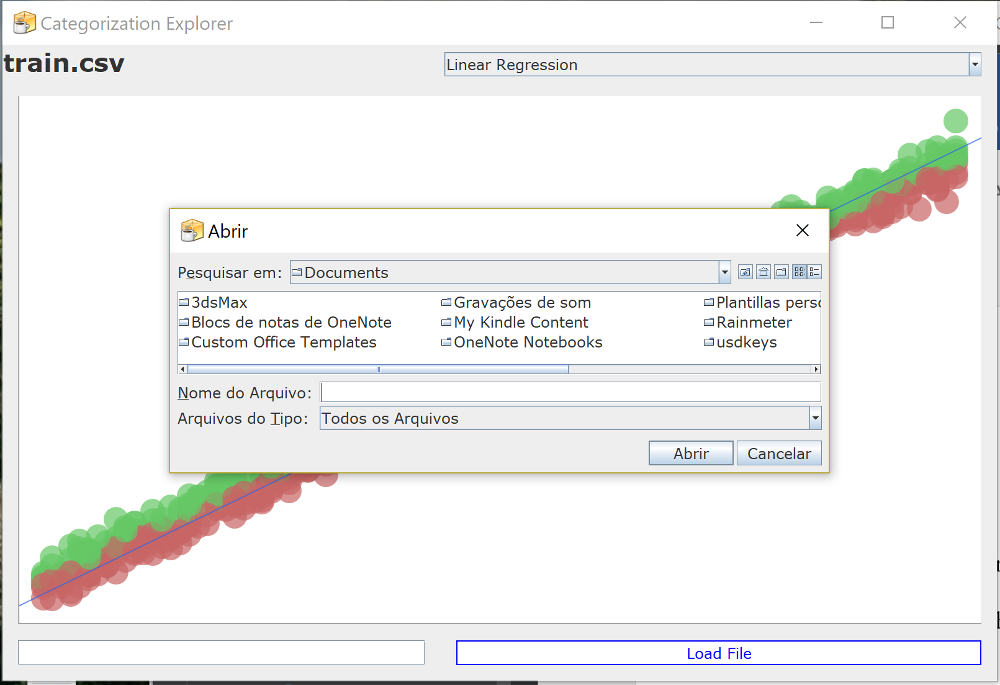 Categorization Explorer
train.csv
Linear Regression
Abrir
Pesquisar em:
Documents
3dsMax
Gravações de som
Plantillas perso
Blocs de notas de OneNote
My Kindle Content
Rainmeter
Custom Office Templates
OneNote Notebooks
usdkeys
Nome do Arquivo:
Arquivos do Tipo:
Todos os Arquivos
Abrir
Cancelar
Load File